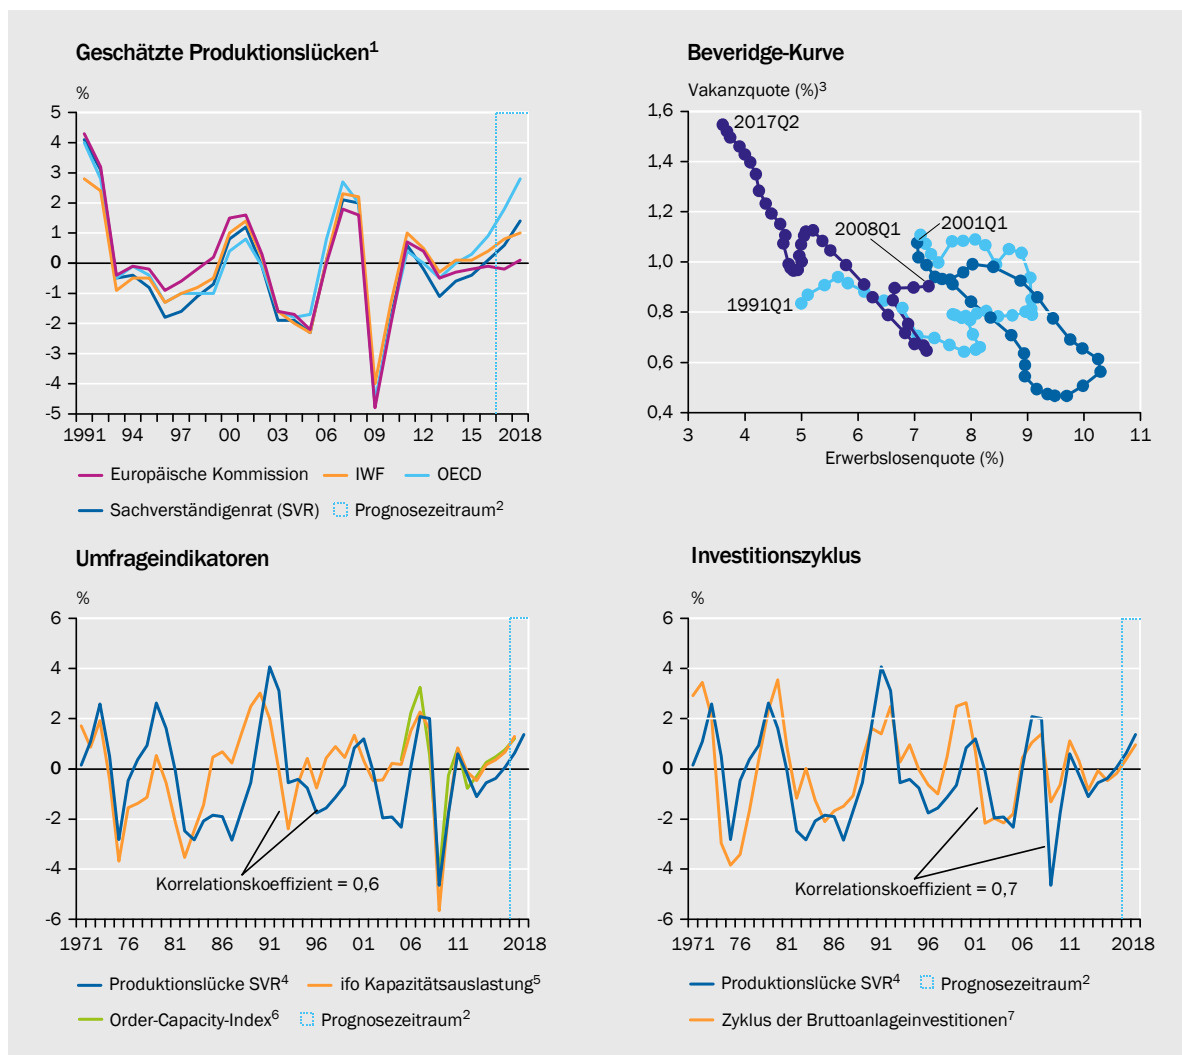 Geschätzte Produktionslücken¹
%
5
4
3
2
1
0
-1
-2
-3
-4
-5
1991 94 97 00 03 06 09 12 15 2018
Europäische Kommission IWF OECD
Sachverständigenrat (SVR) Prognosezeitraum²
Beveridge-Kurve
Vakanzquote (%)³
1,6
1,4
1,2
1,0
0,8
0,6
0,4
2017Q2
2008Q1
2001Q1
1991Q1
3 4 5 6 7 8 9 10 11
Erwerbslosenquote (%)
Umfrageindikatoren
%
6
4
2
0
-2
-4
-6
Korrelationskoeffizient = 0,6
1971 76 81 86 91 96 01 06 11 2018
Produktionslücke SVR⁴ ifo Kapazitätsauslastung⁵
Order-Capacity-Index⁶ Prognosezeitraum²
Investitionszyklus
%
6
4
2
0
-2
-4
-6
Korrelationskoeffizient = 0,7
1971 76 81 86 91 96 01 06 11 2018
Produktionslücke SVR⁴ Prognosezeitraum²
Zyklus der Bruttoanlageinvestitionen⁷